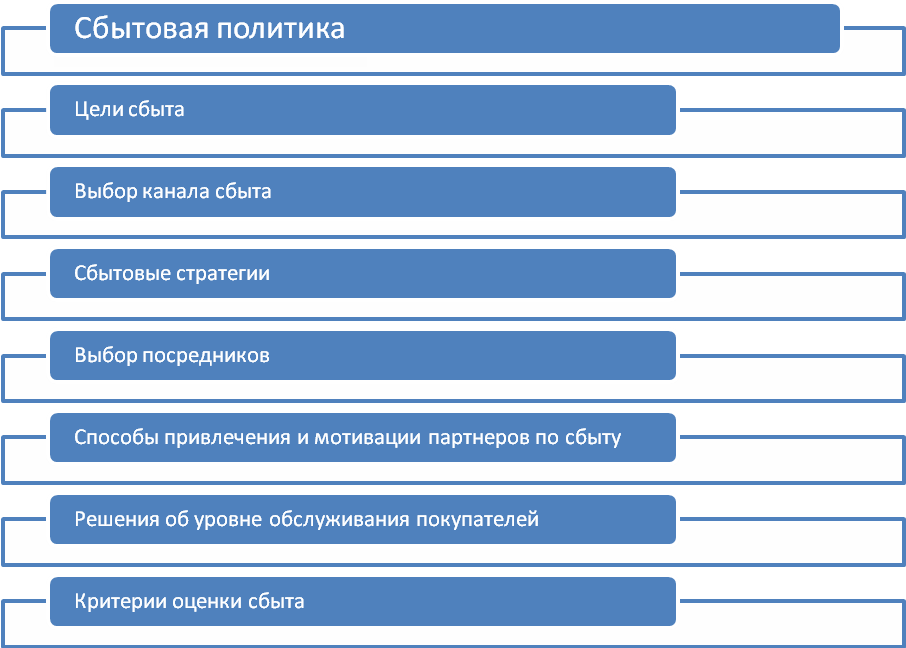 Сбытовая политика
Цели сбыта
Выбор канала сбыта
Сбытовые стратегии
Выбор посредников
Способы привлечения и мотивации партнеров по сбыту
Решения об уровне обслуживания покупателей
Критерии оценки сбыта